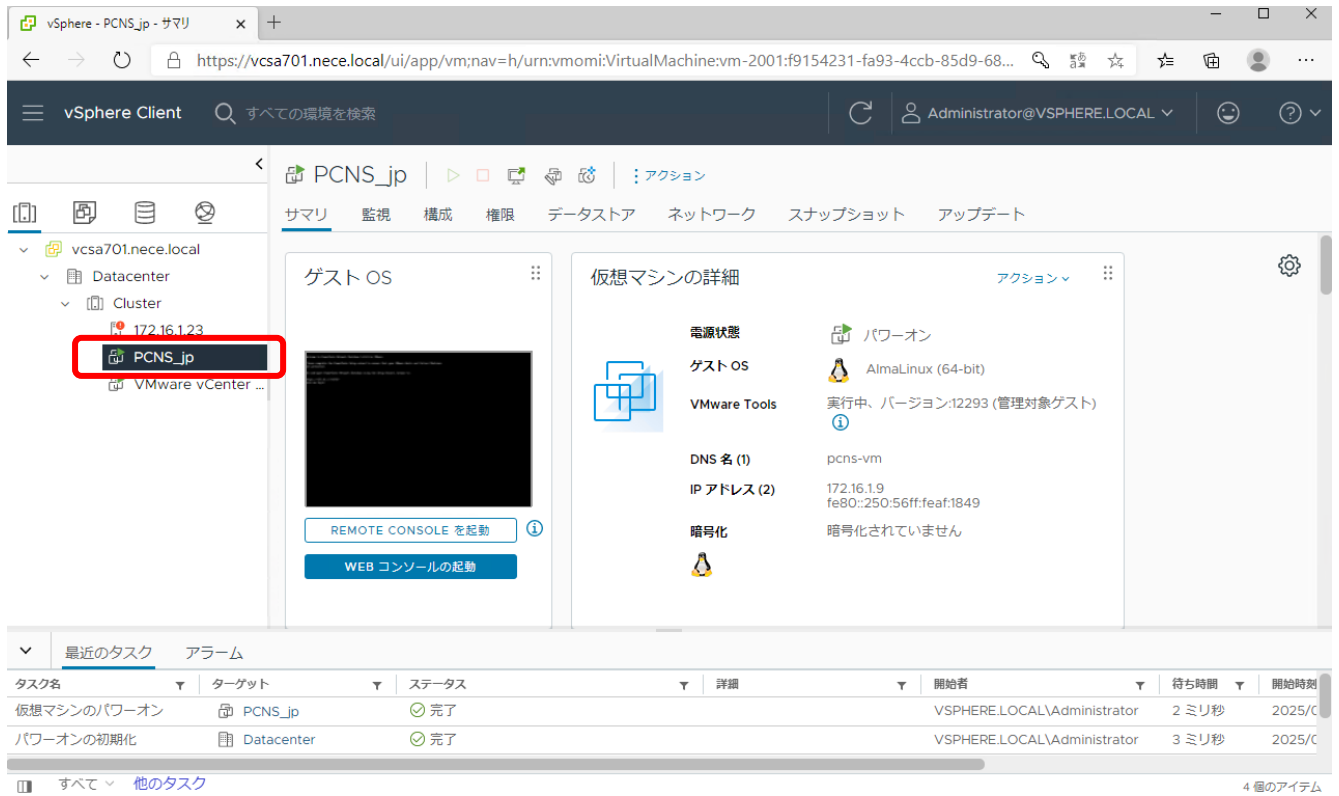 vSphere - PCNS_jp - サマリ
https://vcsa701.nece.local/ui/app/vm;nav=h/urn:vmomi:VirtualMachine:vm-2001:f9154231-fa93-4ccb-85d9-68...
vSphere Client すべての環境を検索 Administrator@VSPHERE.LOCAL
PCNS_jp アクション
サマリ 監視 構成 権限 データストア ネットワーク スナップショット アップデート
vcsa701.nece.local
Datacenter
Cluster
172.16.1.23
PCNS_jp
VMware vCenter ...
ゲスト OS
REMOTE CONSOLE を起動
WEB コンソールの起動
仮想マシンの詳細 アクション
電源状態 パワーオン
ゲスト OS AlmaLinux (64-bit)
VMware Tools 実行中、バージョン:12293 (管理対象ゲスト)
DNS 名 (1) pcns-vm
IP アドレス (2) 172.16.1.9
fe80::250:56ff:feaf:1849
暗号化 暗号化されていません
最近のタスク アラーム
タスク名 ターゲット ステータス 詳細 開始者 待ち時間 開始時刻
仮想マシンのパワーオン PCNS_jp 完了 VSPHERE.LOCAL\Administrator 2 ミリ秒 2025/0
パワーオンの初期化 Datacenter 完了 VSPHERE.LOCAL\Administrator 3 ミリ秒 2025/0
すべて 他のタスク 4 個のアイテム